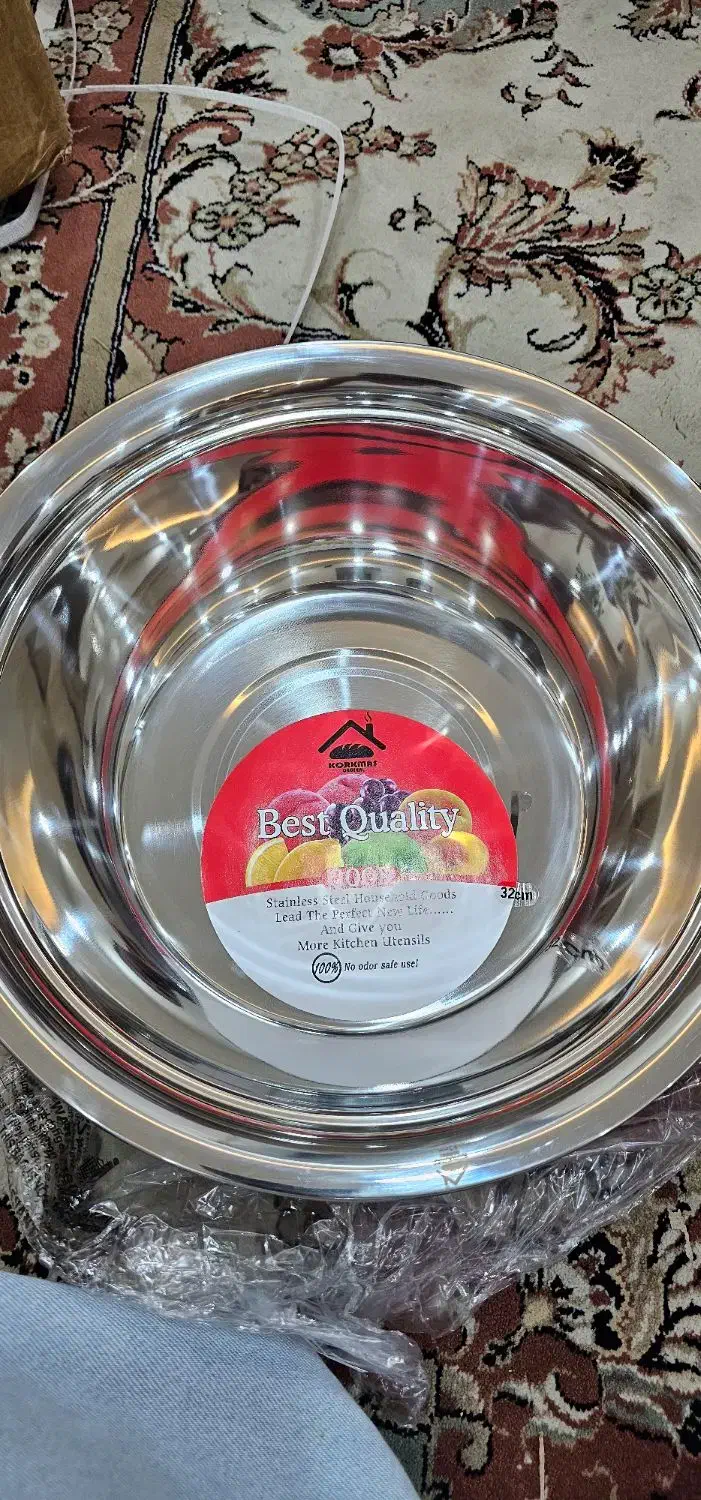 KORKMAS
Best Quality
Stainless Steel Household Goods
Lead The Perfect New Life......
And Give you
More Kitchen Utensils
100% No odor safe use!
32cm